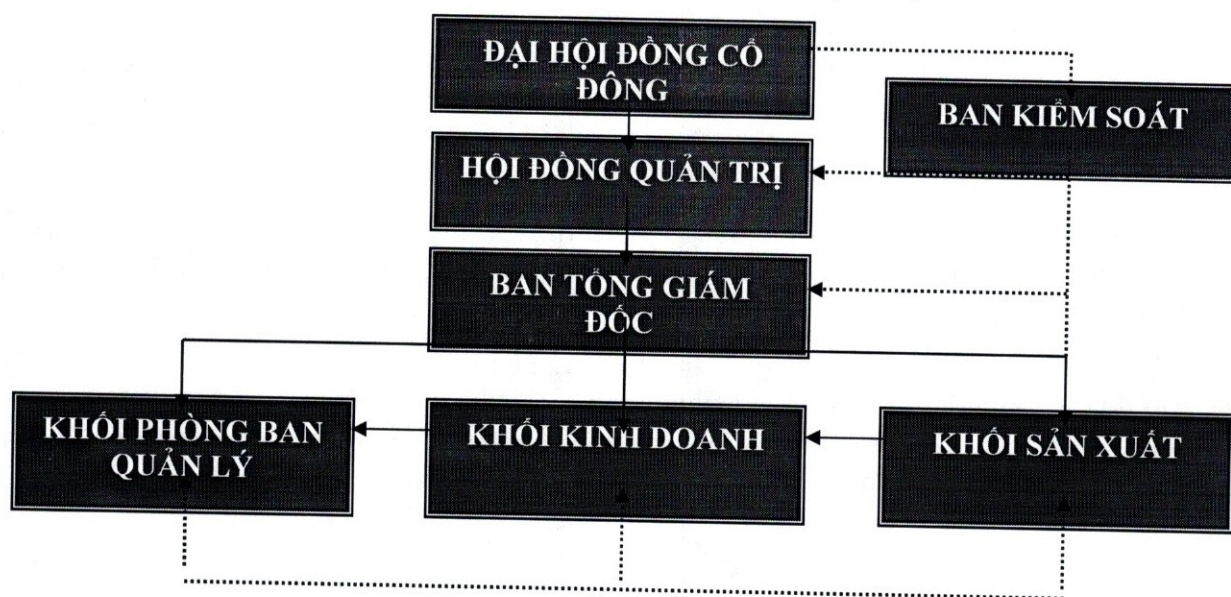 ĐẠI HỘI ĐỒNG CỔ
ĐÔNG
BAN KIỂM SOÁT
HỘI ĐỒNG QUẢN TRỊ
BAN TỔNG GIÁM
ĐỐC
KHỐI PHÒNG BAN
QUẢN LÝ
KHỐI KINH DOANH
KHỐI SẢN XUẤT